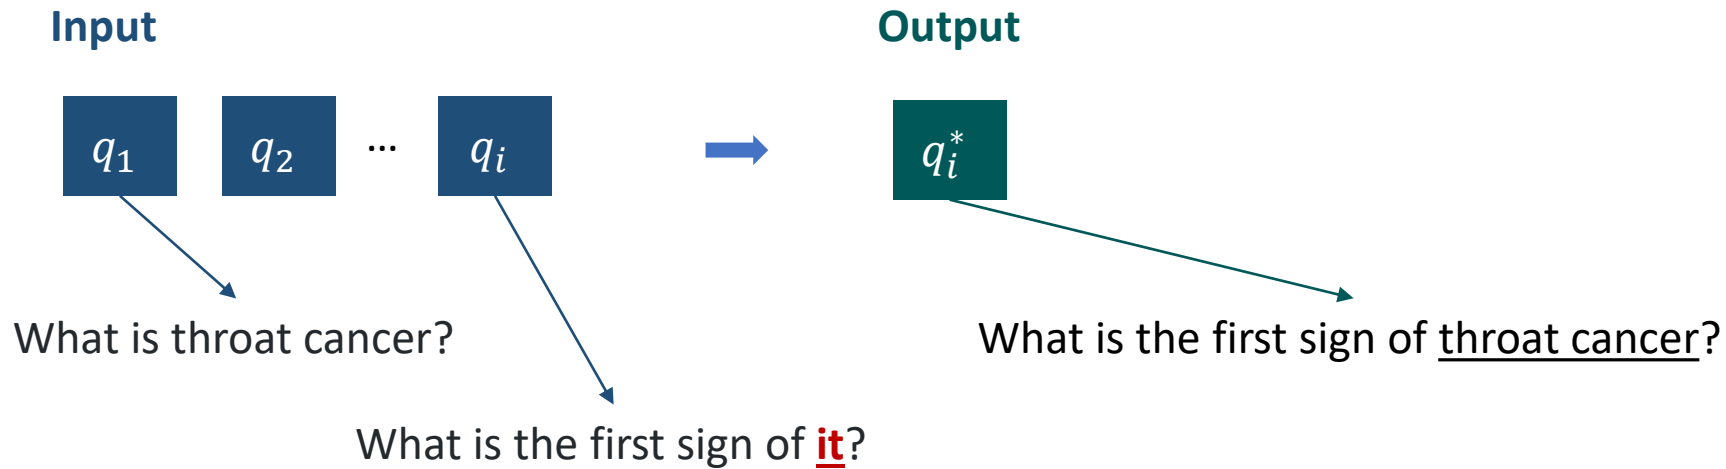 Input
Output
q₁ q₂ ... qᵢ
qᵢ*
What is throat cancer?
What is the first sign of throat cancer?
What is the first sign of it?